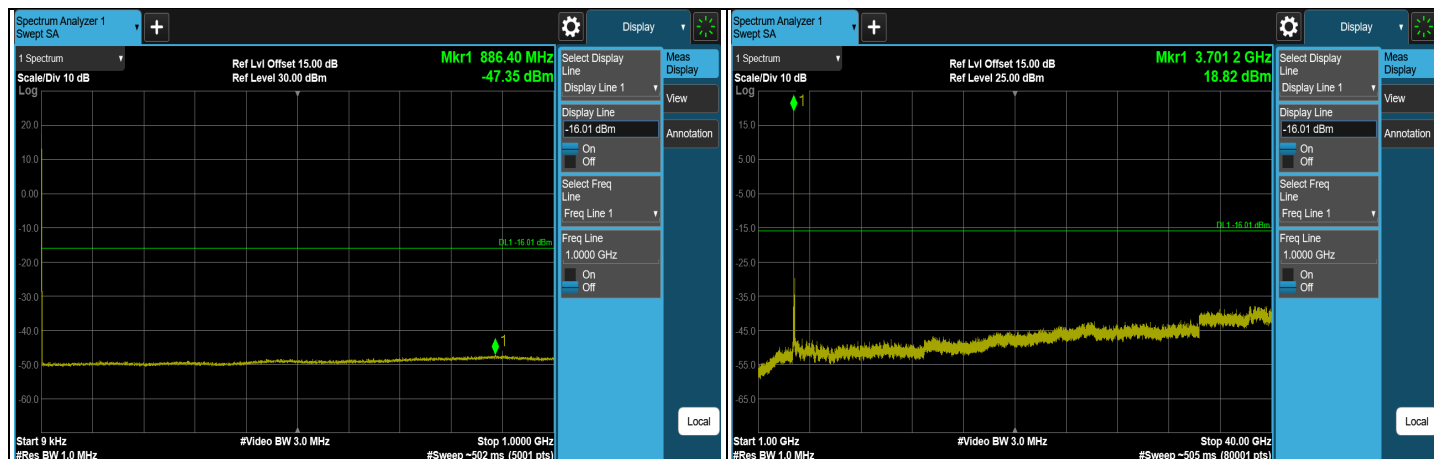 Spectrum Analyzer 1
Swept SA
+
Display
1 Spectrum
Scale/Div 10 dB
Ref Lvl Offset 15.00 dB
Ref Level 30.00 dBm
Mkr1 886.40 MHz
-47.35 dBm
Log
20.0
10.0
0.00
-10.0
-20.0
-30.0
-40.0
-50.0
-60.0
DL1 -16.01 dBm
1
Start 9 kHz
#Res BW 1.0 MHz
#Video BW 3.0 MHz
Stop 1.0000 GHz
#Sweep ~502 ms (5001 pts)
Select Display
Line
Display Line 1
Display Line
-16.01 dBm
On
Off
Select Freq
Line
Freq Line 1
Freq Line
1.0000 GHz
On
Off
Meas
Display
View
Annotation
Local
Spectrum Analyzer 1
Swept SA
+
Display
1 Spectrum
Scale/Div 10 dB
Ref Lvl Offset 15.00 dB
Ref Level 25.00 dBm
Mkr1 3.701 2 GHz
18.82 dBm
Log
1
15.0
5.00
-5.00
-15.0
-25.0
-35.0
-45.0
-55.0
-65.0
DL1 -16.01 dBm
Start 1.00 GHz
#Res BW 1.0 MHz
#Video BW 3.0 MHz
Stop 40.00 GHz
#Sweep ~505 ms (80001 pts)
Select Display
Line
Display Line 1
Display Line
-16.01 dBm
On
Off
Select Freq
Line
Freq Line 1
Freq Line
1.0000 GHz
On
Off
Meas
Display
View
Annotation
Local